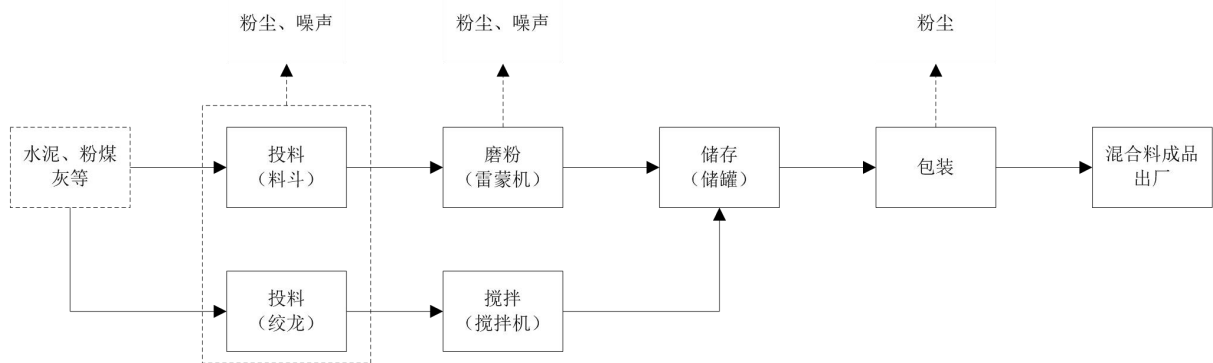 粉尘、噪声
粉尘、噪声
粉尘
水泥、粉煤
灰等
投料
（料斗）
磨粉
（雷蒙机）
储存
（储罐）
包装
混合料成品
出厂
投料
（绞龙）
搅拌
（搅拌机）